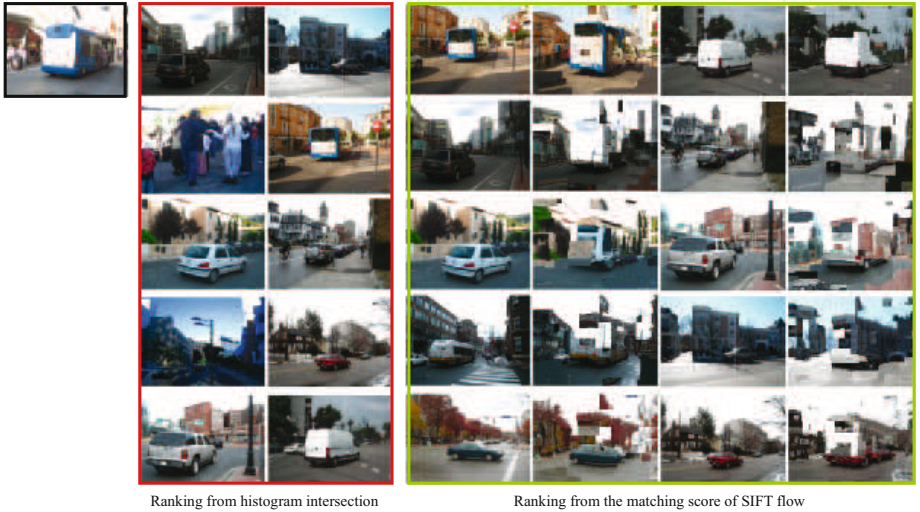 Ranking from histogram intersection
Ranking from the matching score of SIFT flow